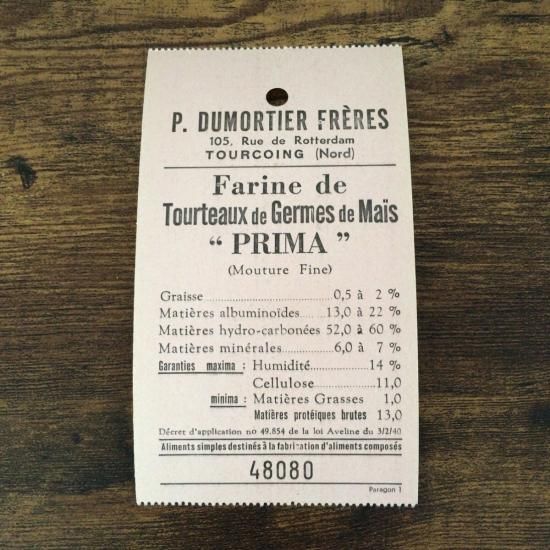 P. DUMORTIER FRÈRES
105, Rue de Rotterdam
TOURCOING (Nord)
Farine de
Tourteaux de Germes de Maïs
“ PRIMA ”
(Mouture Fine)
Graisse.....................0,5 à 2 %
Matières albuminoïdes.......13,0 à 22 %
Matières hydro-carbonées 52,0 à 60 %
Matières minérales..........6,0 à 7 %
Garanties maxima : Humidité.............14 %
Cellulose............11,0
minima : Matières Grasses 1,0
Matières protéiques brutes 13,0
Décret d'application no 49.854 de la loi Aveline du 3/2/40
Aliments simples destinés à la fabrication d'aliments composés
48080
Paragon 1